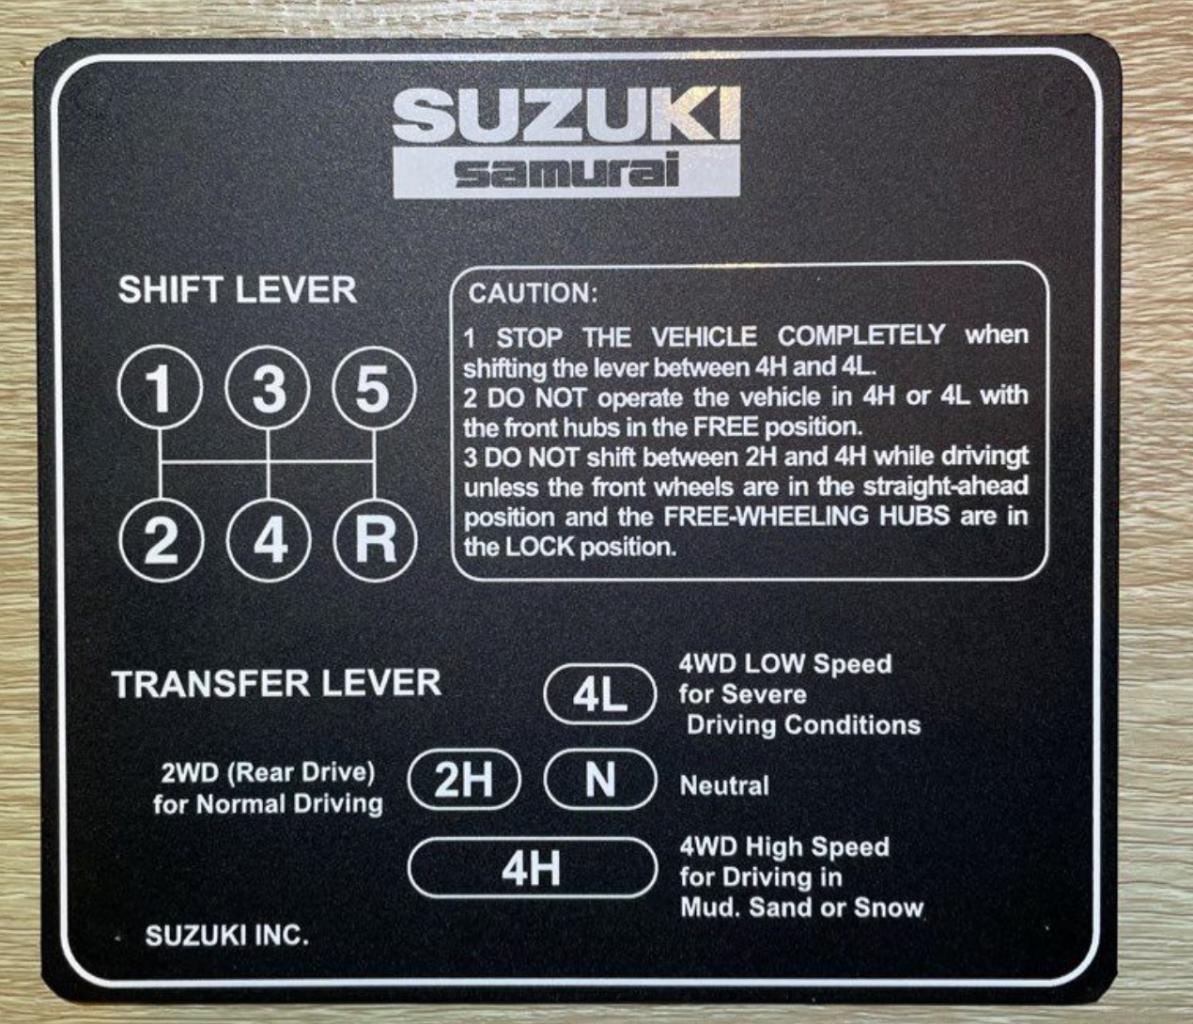 SUZUKI
samurai
SHIFT LEVER
1 3 5
2 4 R
CAUTION:
1 STOP THE VEHICLE COMPLETELY when
shifting the lever between 4H and 4L.
2 DO NOT operate the vehicle in 4H or 4L with
the front hubs in the FREE position.
3 DO NOT shift between 2H and 4H while drivingt
unless the front wheels are in the straight-ahead
position and the FREE-WHEELING HUBS are in
the LOCK position.
TRANSFER LEVER
4L
4WD LOW Speed
for Severe
Driving Conditions
2WD (Rear Drive)
for Normal Driving
2H
N
Neutral
4H
4WD High Speed
for Driving in
Mud. Sand or Snow
SUZUKI INC.